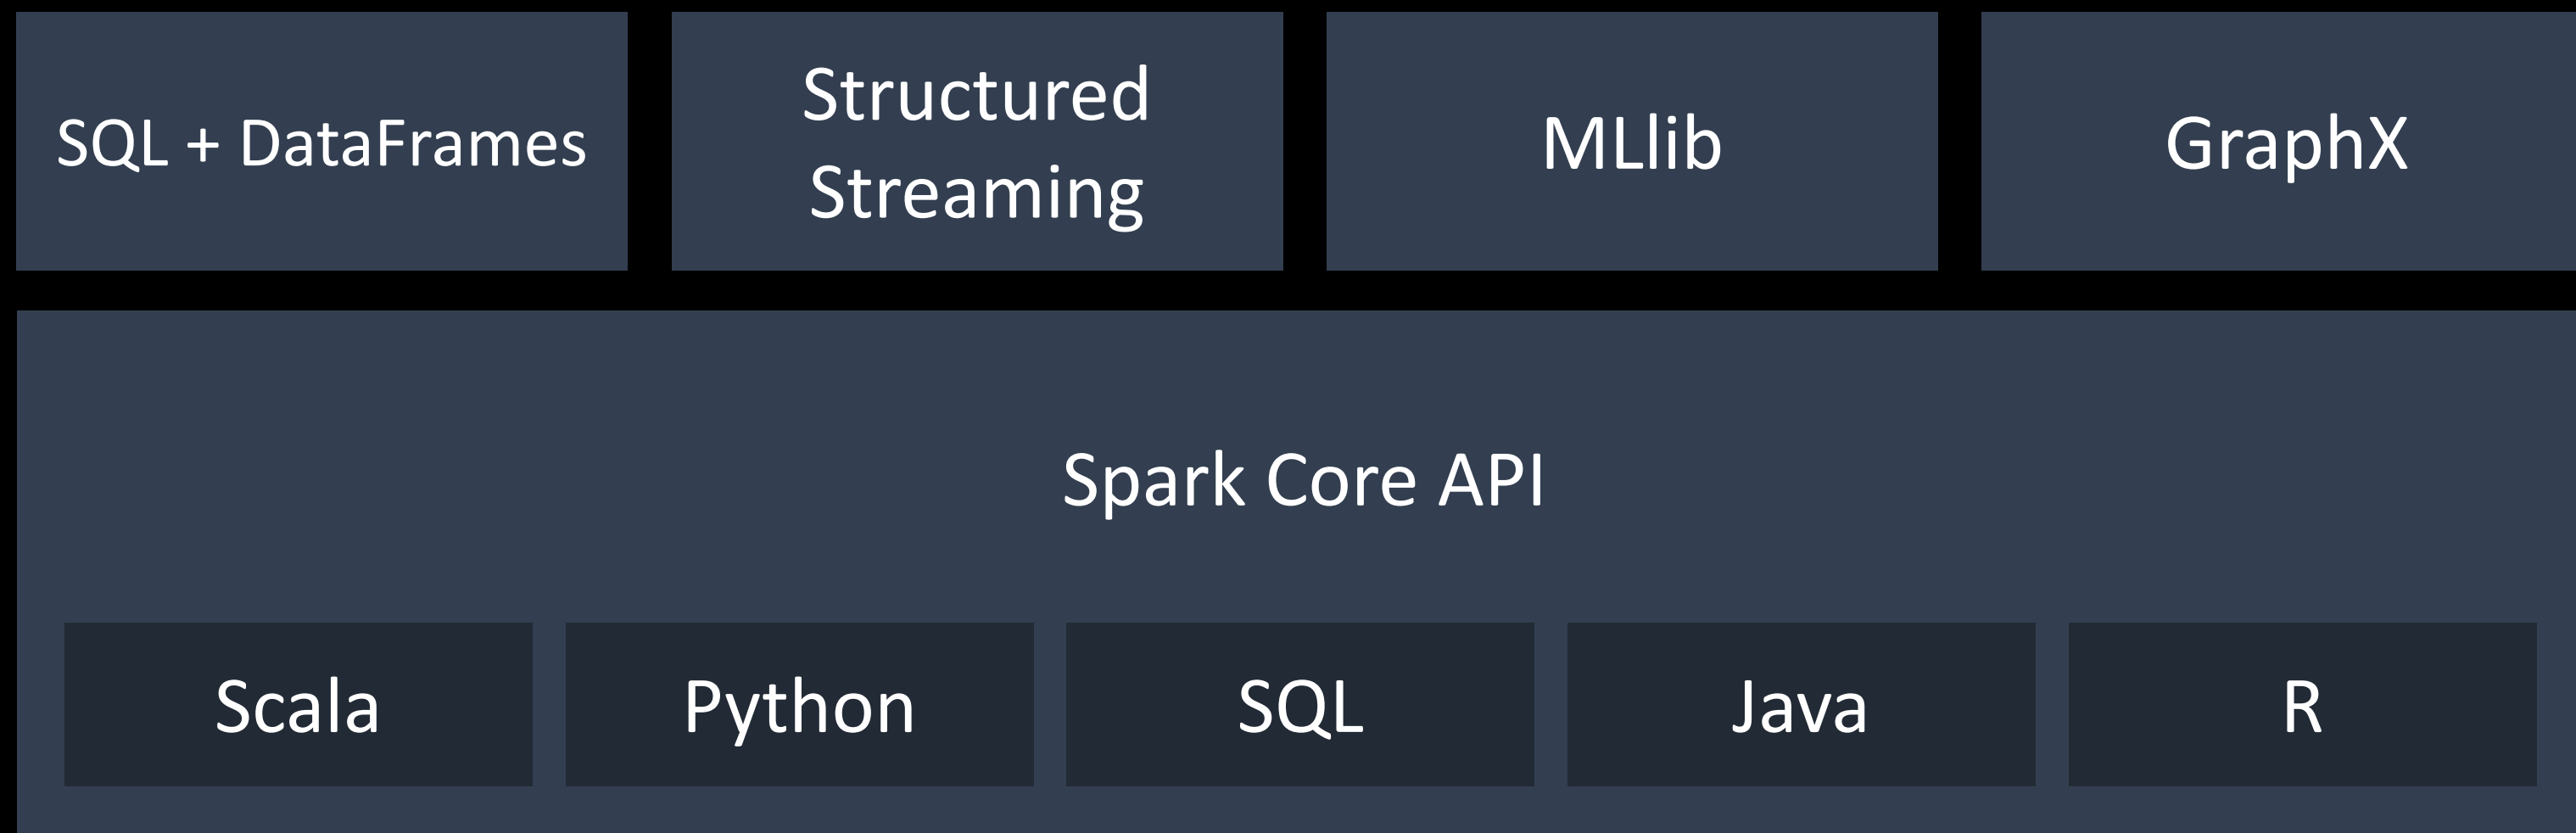 SQL + DataFrames
Structured
Streaming
MLlib
GraphX
Spark Core API
Scala
Python
SQL
Java
R